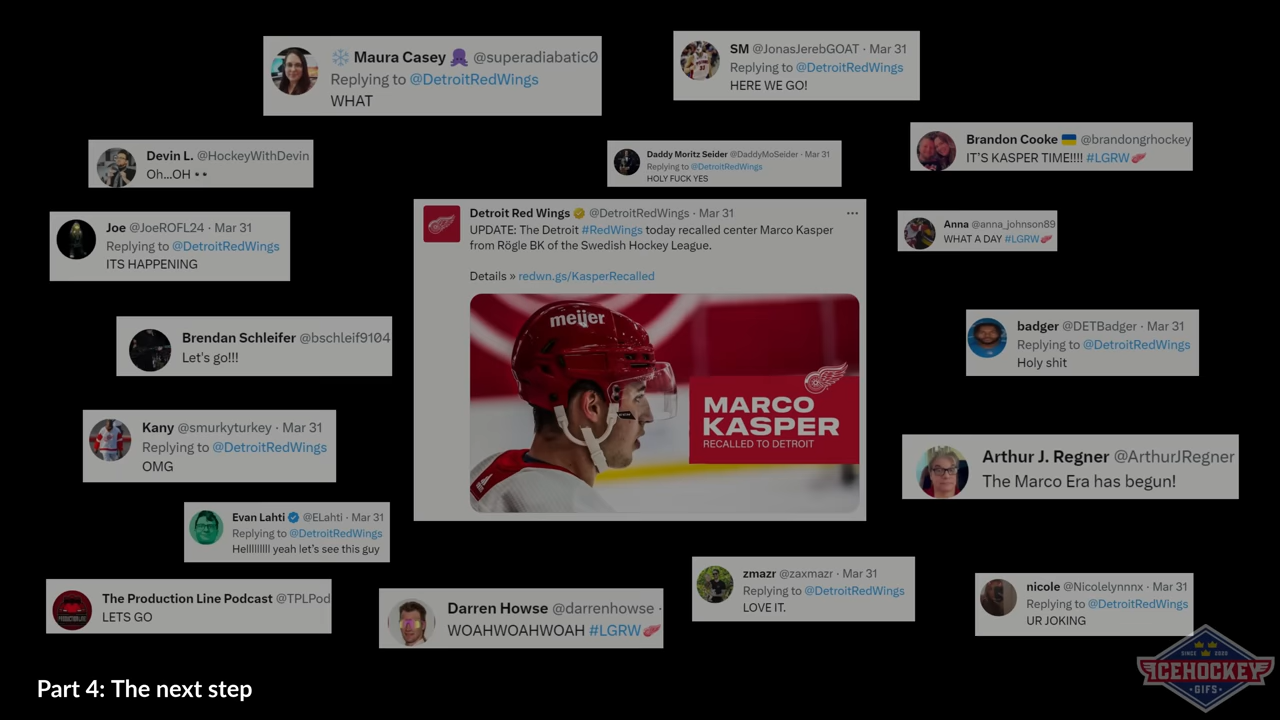 Maura Casey @superadiabatic0
Replying to @DetroitRedWings
WHAT
SM @JonasJerebGOAT · Mar 31
Replying to @DetroitRedWings
HERE WE GO!
Devin L. @HockeyWithDevin
Oh...OH 👀
Daddy Moritz Seider @DaddyMoSeider · Mar 31
Replying to @DetroitRedWings
HOLY FUCK YES
Brandon Cooke 🇺🇦 @brandongrhockey
IT'S KASPER TIME!!!! #LGRW
Joe @JoeROFL24 · Mar 31
Replying to @DetroitRedWings
ITS HAPPENING
Detroit Red Wings @DetroitRedWings · Mar 31
UPDATE: The Detroit #RedWings today recalled center Marco Kasper
from Rögle BK of the Swedish Hockey League.
Details » redwn.gs/KasperRecalled
meijer
MARCO
KASPER
RECALLED TO DETROIT
Anna @anna_johnson89
WHAT A DAY #LGRW
Brendan Schleifer @bschleif9104
Let's go!!!
badger @DETBadger · Mar 31
Replying to @DetroitRedWings
Holy shit
Kany @smurkyturkey · Mar 31
Replying to @DetroitRedWings
OMG
Arthur J. Regner @ArthurJRegner
The Marco Era has begun!
Evan Lahti @ELahti · Mar 31
Replying to @DetroitRedWings
Helllllllll yeah let's see this guy
The Production Line Podcast @TPLPod
LETS GO
Darren Howse @darrenhowse ·
WOAHWOAHWOAH #LGRW
zmazr @zaxmazr · Mar 31
Replying to @DetroitRedWings
LOVE IT.
nicole @Nicolelynnnx · Mar 31
Replying to @DetroitRedWings
UR JOKING
Part 4: The next step
SINCE 2020
ICEHOCKEY
GIFS